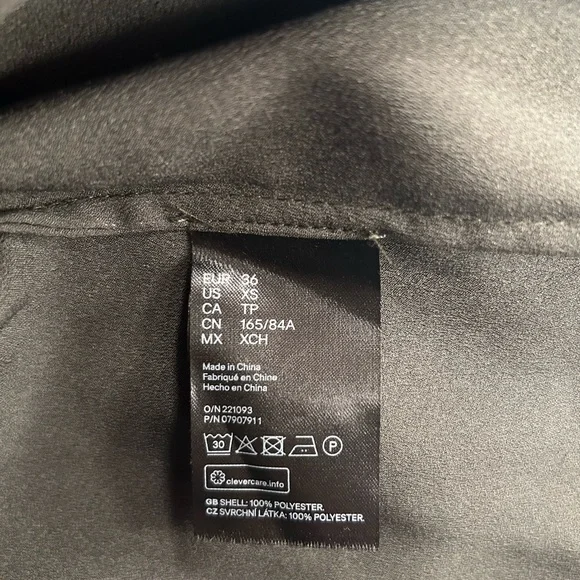 EUR 36
US XS
CA TP
CN 165/84A
MX XCH
Made in China
Fabriqué en Chine
Hecho en China
O/N 221093
P/N 07907911
30 P
clevercare.info
GB SHELL: 100% POLYESTER.
CZ SVRCHNÍ LÁTKA: 100% POLYESTER.